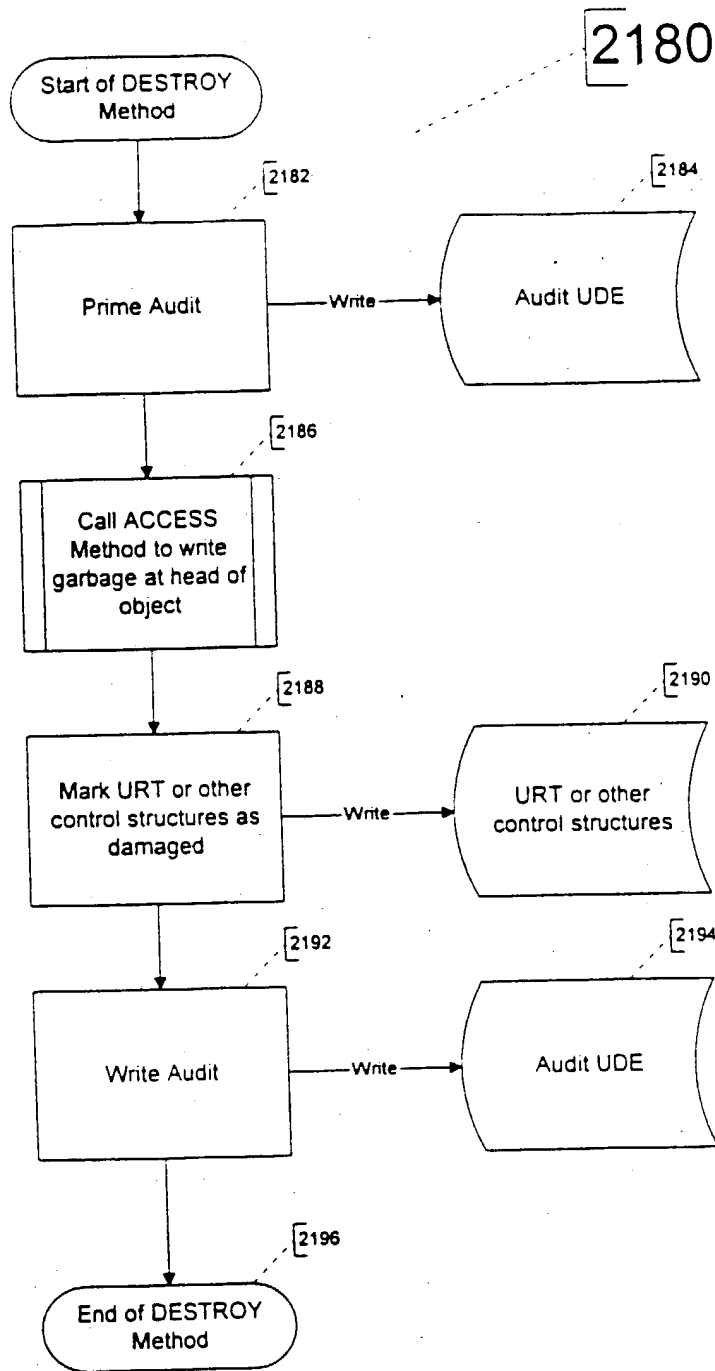 2180
Start of DESTROY
Method
2182
2184
Prime Audit
Write
Audit UDE
2186
Call ACCESS
Method to write
garbage at head of
object
2188
2190
Mark URT or other
control structures as
damaged
Write
URT or other
control structures
2192
2194
Write Audit
Write
Audit UDE
2196
End of DESTROY
Method